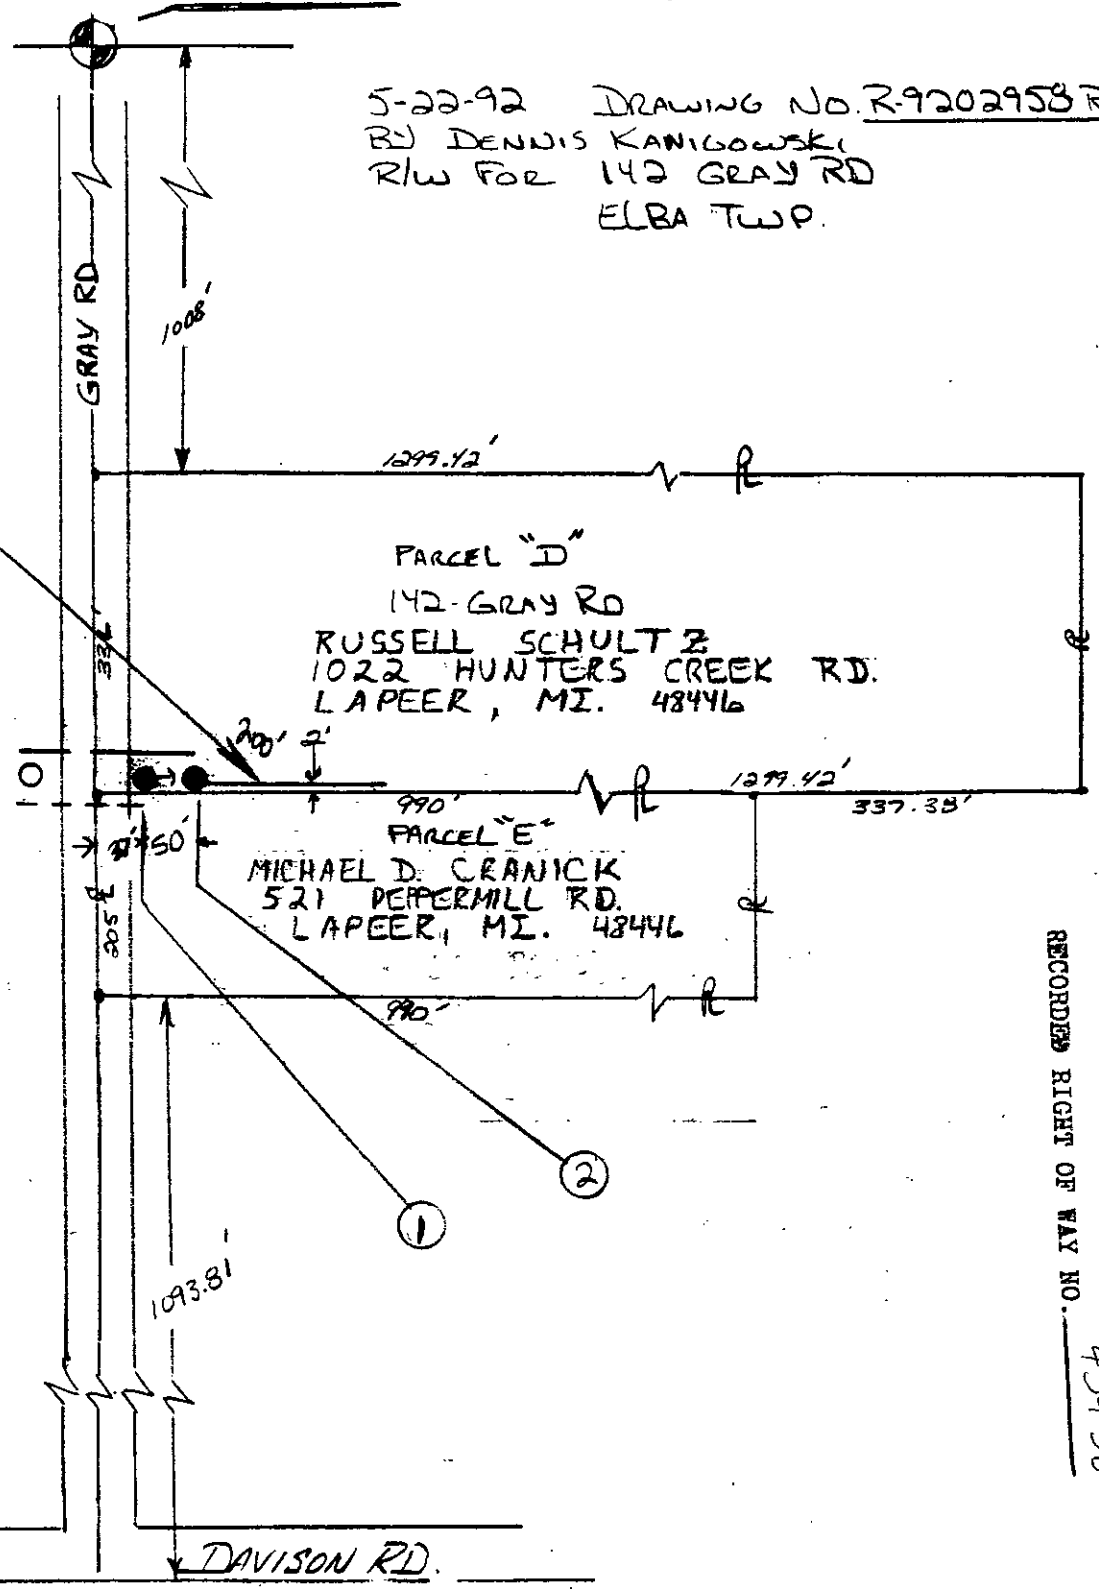 5-22-92 DRAWING NO. R-9202958 R
BY DENNIS KANIGOWSKI
R/W FOR 142 GRAY RD
ELBA TWP.
GRAY RD
1008'
1299.42'
PARCEL "D"
142-GRAY RD
RUSSELL SCHULTZ
1022 HUNTERS CREEK RD.
LAPEER, MI. 48446
336'
200' 2'
990'
1299.42'
337.38'
50'
PARCEL "E"
MICHAEL D. CRANICK
521 PEPPERMILL RD.
LAPEER, MI. 48446
205'
990'
1
2
1093.81'
DAVISON RD.
RECORDED RIGHT OF WAY NO.